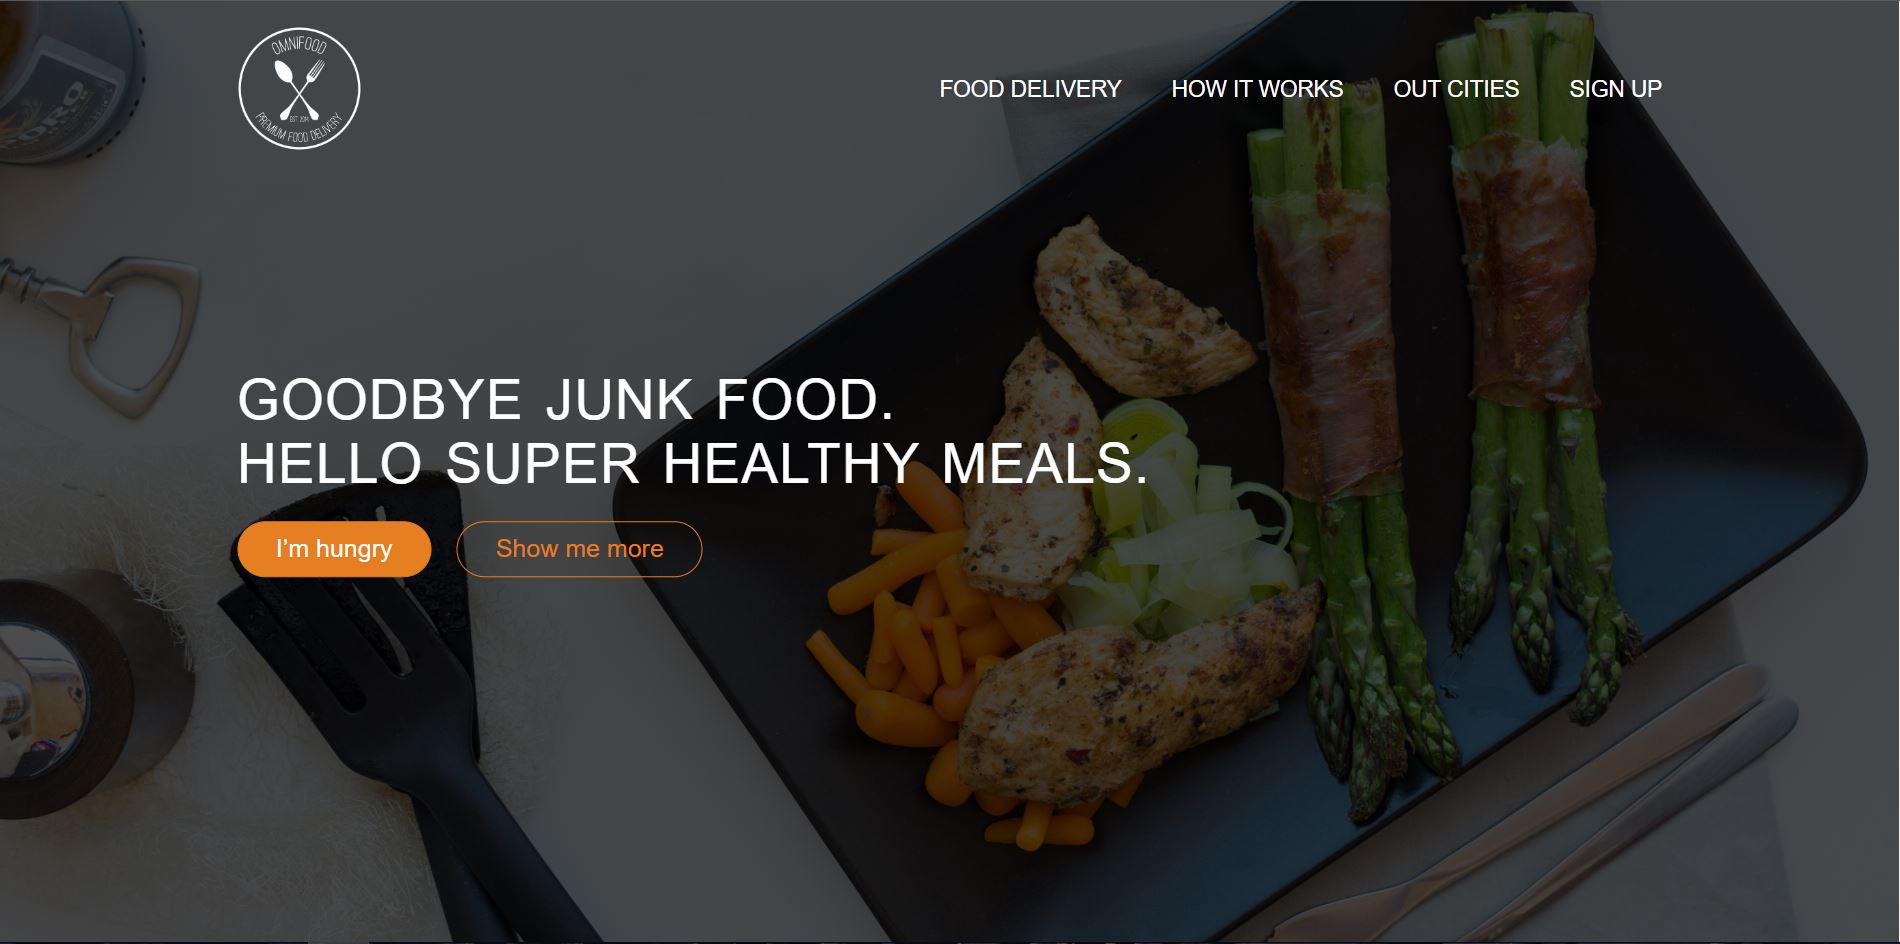 OMNIFOOD
EST 2014
PREMIUM FOOD DELIVERY
FOOD DELIVERY HOW IT WORKS OUT CITIES SIGN UP
GOODBYE JUNK FOOD.
HELLO SUPER HEALTHY MEALS.
I'm hungry Show me more